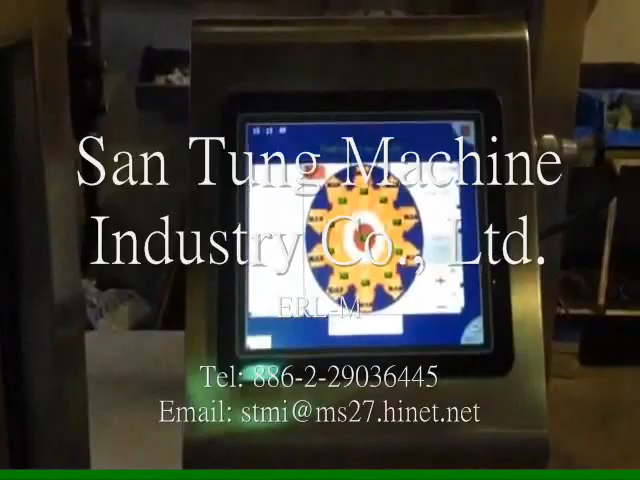 San Tung Machine
Industry Co., Ltd.
ERL-M
Tel: 886-2-29036445
Email: stmi@ms27.hinet.net